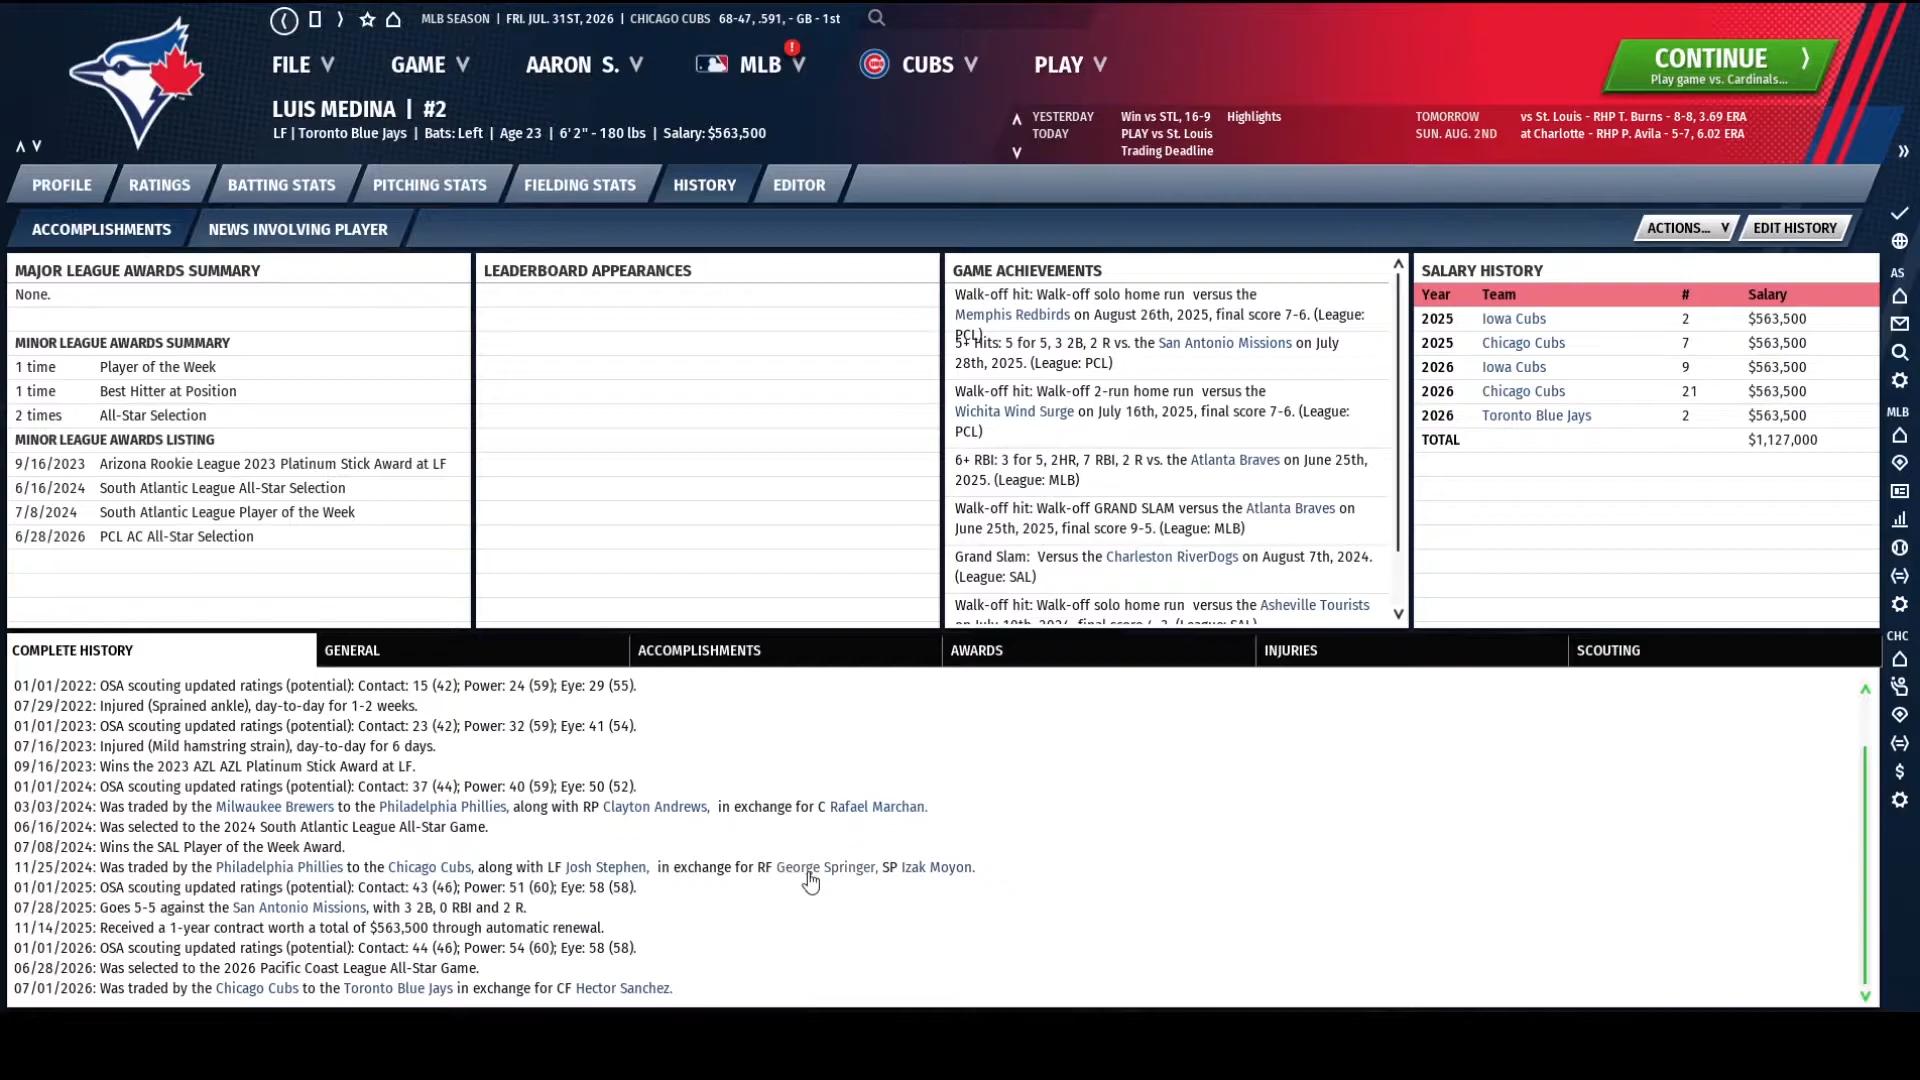 MLB SEASON | FRI. JUL. 31ST, 2026 | CHICAGO CUBS 68-47, .591, - GB - 1st
FILE GAME AARON S. MLB ! CUBS PLAY
CONTINUE
Play game vs. Cardinals...
LUIS MEDINA | #2
LF | Toronto Blue Jays | Bats: Left | Age 23 | 6' 2" - 180 lbs | Salary: $563,500
YESTERDAY Win vs STL, 16-9 Highlights
TODAY PLAY vs St. Louis
Trading Deadline
TOMORROW vs St. Louis - RHP T. Burns - 8-8, 3.69 ERA
SUN. AUG. 2ND at Charlotte - RHP P. Avila - 5-7, 6.02 ERA
PROFILE RATINGS BATTING STATS PITCHING STATS FIELDING STATS HISTORY EDITOR
ACCOMPLISHMENTS NEWS INVOLVING PLAYER ACTIONS... EDIT HISTORY
MAJOR LEAGUE AWARDS SUMMARY
None.
MINOR LEAGUE AWARDS SUMMARY
1 time Player of the Week
1 time Best Hitter at Position
2 times All-Star Selection
MINOR LEAGUE AWARDS LISTING
9/16/2023 Arizona Rookie League 2023 Platinum Stick Award at LF
6/16/2024 South Atlantic League All-Star Selection
7/8/2024 South Atlantic League Player of the Week
6/28/2026 PCL AC All-Star Selection
LEADERBOARD APPEARANCES
GAME ACHIEVEMENTS
Walk-off hit: Walk-off solo home run versus the
Memphis Redbirds on August 26th, 2025, final score 7-6. (League:
PCL)
5+ Hits: 5 for 5, 3 2B, 2 R vs. the San Antonio Missions on July
28th, 2025. (League: PCL)
Walk-off hit: Walk-off 2-run home run versus the
Wichita Wind Surge on July 16th, 2025, final score 7-6. (League:
PCL)
6+ RBI: 3 for 5, 2HR, 7 RBI, 2 R vs. the Atlanta Braves on June 25th,
2025. (League: MLB)
Walk-off hit: Walk-off GRAND SLAM versus the Atlanta Braves on
June 25th, 2025, final score 9-5. (League: MLB)
Grand Slam: Versus the Charleston RiverDogs on August 7th, 2024.
(League: SAL)
Walk-off hit: Walk-off solo home run versus the Asheville Tourists
SALARY HISTORY
Year Team # Salary
2025 Iowa Cubs 2 $563,500
2025 Chicago Cubs 7 $563,500
2026 Iowa Cubs 9 $563,500
2026 Chicago Cubs 21 $563,500
2026 Toronto Blue Jays 2 $563,500
TOTAL $1,127,000
AS
MLB
CHC
COMPLETE HISTORY GENERAL ACCOMPLISHMENTS AWARDS INJURIES SCOUTING
01/01/2022: OSA scouting updated ratings (potential): Contact: 15 (42); Power: 24 (59); Eye: 29 (55).
07/29/2022: Injured (Sprained ankle), day-to-day for 1-2 weeks.
01/01/2023: OSA scouting updated ratings (potential): Contact: 23 (42); Power: 32 (59); Eye: 41 (54).
07/16/2023: Injured (Mild hamstring strain), day-to-day for 6 days.
09/16/2023: Wins the 2023 AZL AZL Platinum Stick Award at LF.
01/01/2024: OSA scouting updated ratings (potential): Contact: 37 (44); Power: 40 (59); Eye: 50 (52).
03/03/2024: Was traded by the Milwaukee Brewers to the Philadelphia Phillies, along with RP Clayton Andrews, in exchange for C Rafael Marchan.
06/16/2024: Was selected to the 2024 South Atlantic League All-Star Game.
07/08/2024: Wins the SAL Player of the Week Award.
11/25/2024: Was traded by the Philadelphia Phillies to the Chicago Cubs, along with LF Josh Stephen, in exchange for RF George Springer, SP Izak Moyon.
01/01/2025: OSA scouting updated ratings (potential): Contact: 43 (46); Power: 51 (60); Eye: 58 (58).
07/28/2025: Goes 5-5 against the San Antonio Missions, with 3 2B, 0 RBI and 2 R.
11/14/2025: Received a 1-year contract worth a total of $563,500 through automatic renewal.
01/01/2026: OSA scouting updated ratings (potential): Contact: 44 (46); Power: 54 (60); Eye: 58 (58).
06/28/2026: Was selected to the 2026 Pacific Coast League All-Star Game.
07/01/2026: Was traded by the Chicago Cubs to the Toronto Blue Jays in exchange for CF Hector Sanchez.